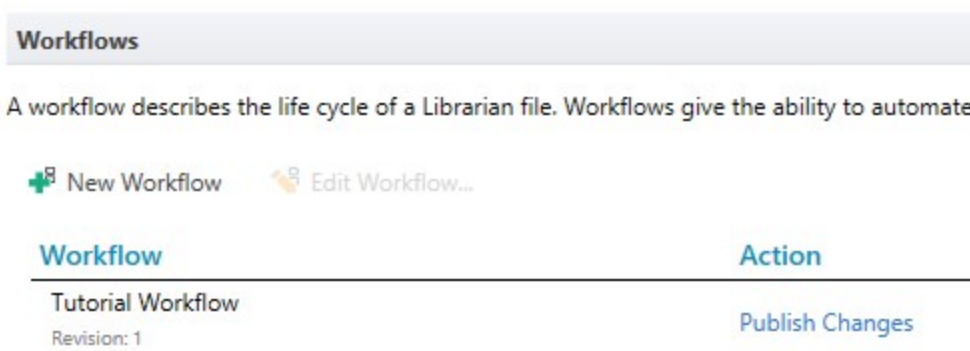 Workflows
A workflow describes the life cycle of a Librarian file. Workflows give the ability to automate
New Workflow Edit Workflow...
Workflow Action
Tutorial Workflow
Publish Changes
Revision: 1